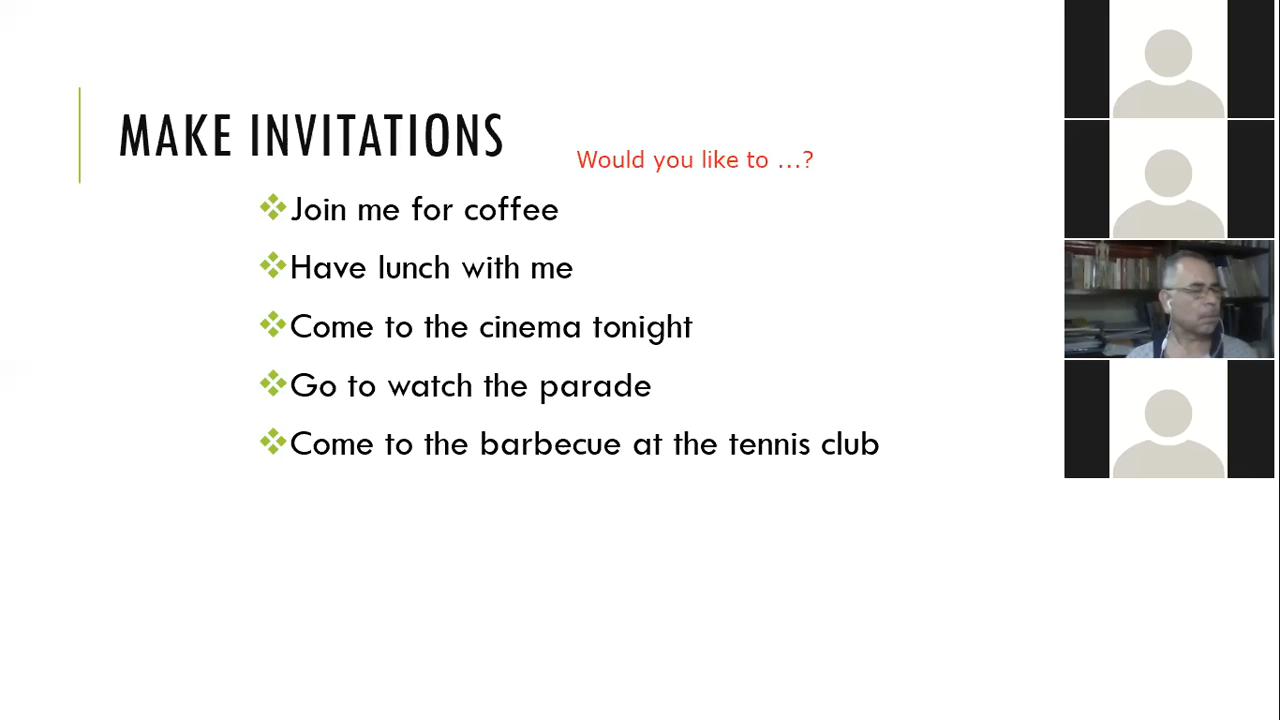 MAKE INVITATIONS
Would you like to ...?
Join me for coffee
Have lunch with me
Come to the cinema tonight
Go to watch the parade
Come to the barbecue at the tennis club